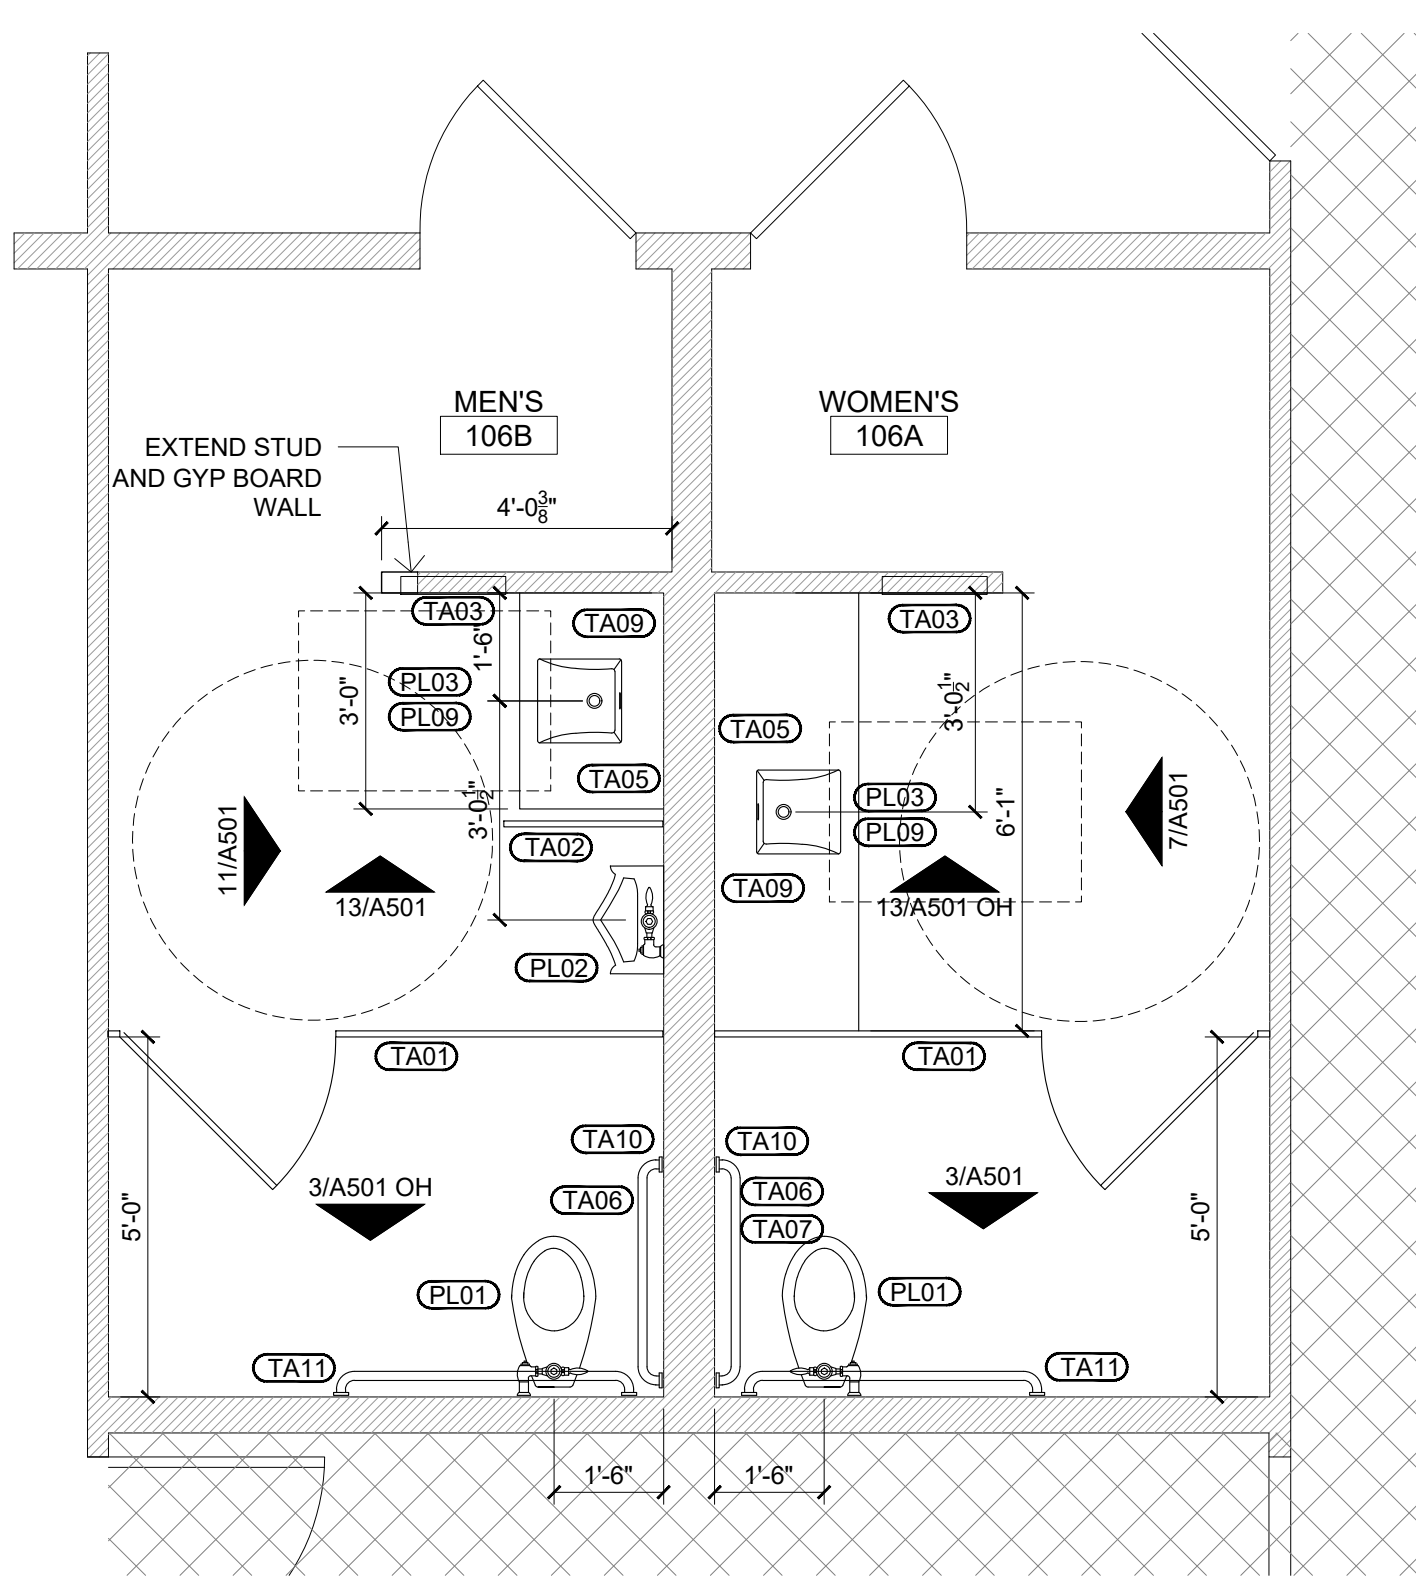 MEN'S
106B
WOMEN'S
106A
EXTEND STUD
AND GYP BOARD
WALL
4'-0 3/8"
TA03
TA09
TA03
1'-6"
PL03
PL09
3'-0"
3'-0 1/2"
TA05
TA05
3'-0 1/2"
PL03
PL09
6'-1"
7/A501
11/A501
TA02
13/A501
TA09
13/A501 OH
PL02
TA01
TA01
TA10
TA10
3/A501 OH
TA06
TA06
3/A501
TA07
5'-0"
5'-0"
PL01
PL01
TA11
TA11
1'-6"
1'-6"